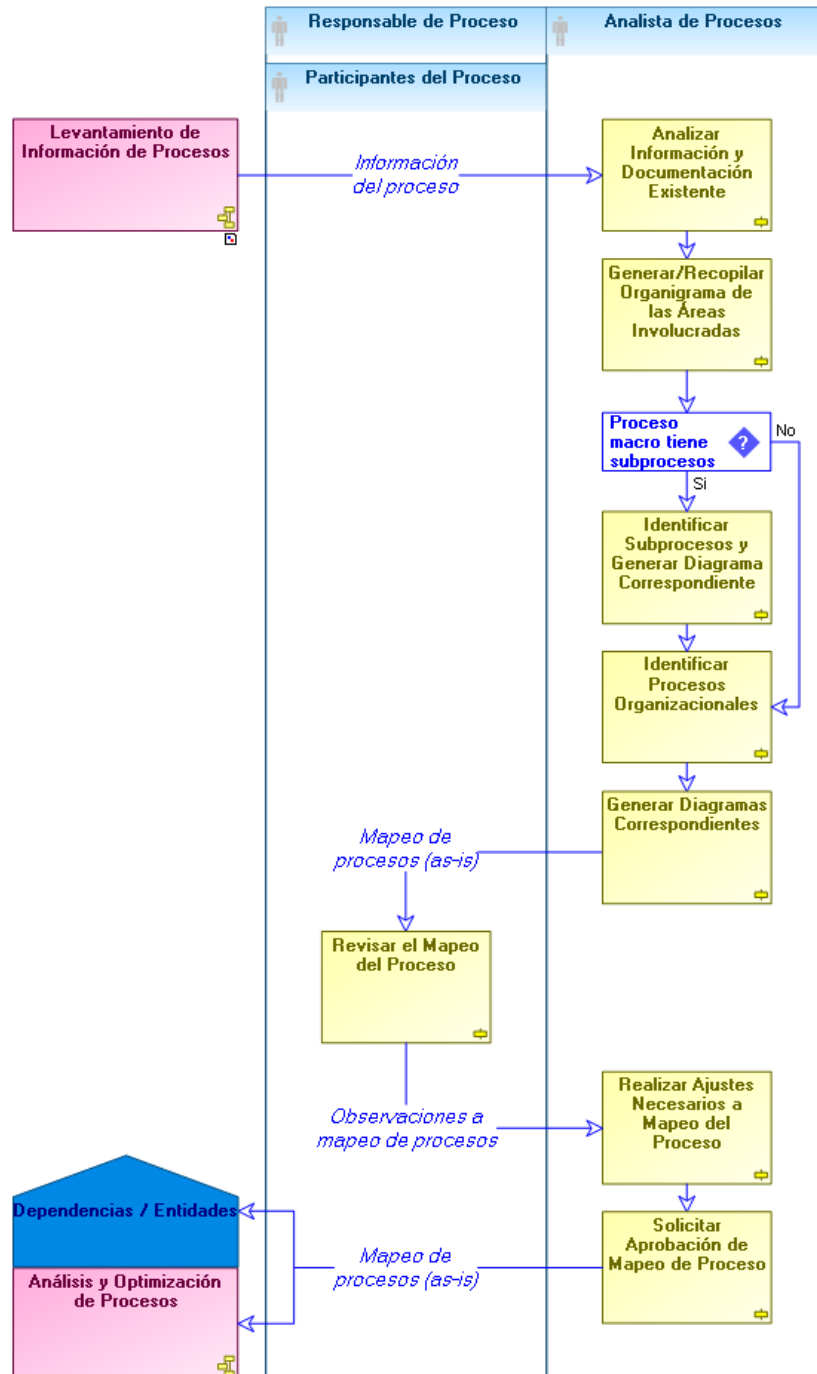 Responsable de Proceso
Analista de Procesos
Participantes del Proceso
Levantamiento de
Información de Procesos
Información
del proceso
Analizar
Información y
Documentación
Existente
Generar/Recopilar
Organigrama de
las Áreas
Involucradas
Proceso
macro tiene
subprocesos
?
No
Si
Identificar
Subprocesos y
Generar Diagrama
Correspondiente
Identificar
Procesos
Organizacionales
Generar Diagramas
Correspondientes
Mapeo de
procesos (as-is)
Revisar el Mapeo
del Proceso
Observaciones a
mapeo de procesos
Realizar Ajustes
Necesarios a
Mapeo del
Proceso
Dependencias / Entidades
Solicitar
Aprobación de
Mapeo de Proceso
Mapeo de
procesos (as-is)
Análisis y Optimización
de Procesos